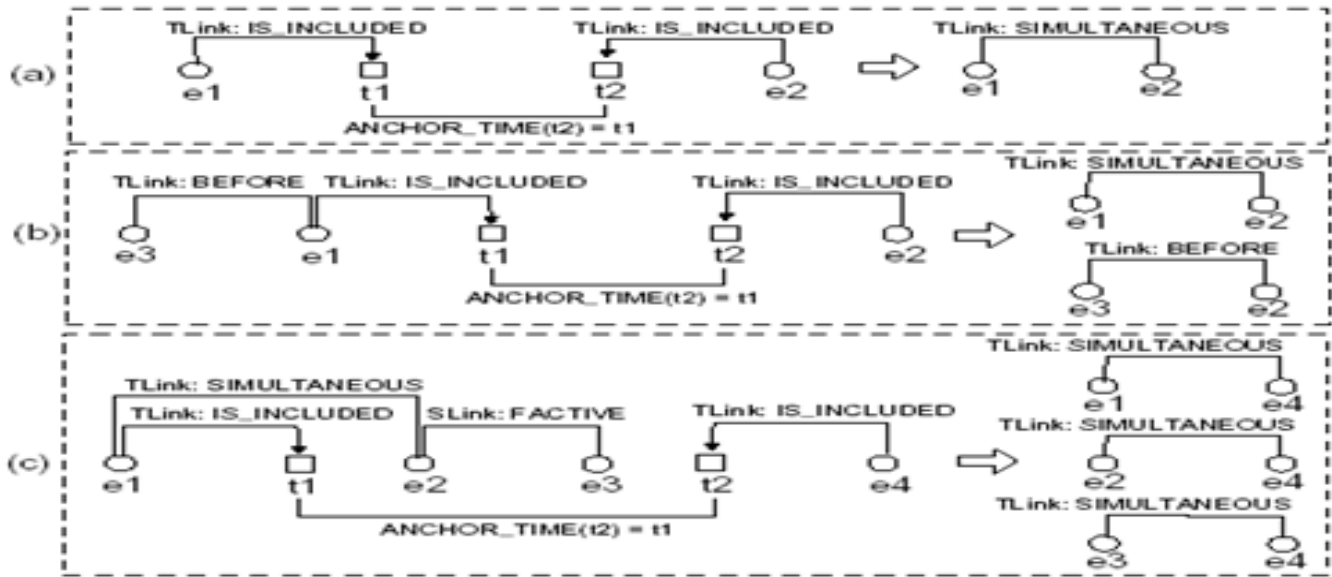 TLink: IS_INCLUDED TLink: IS_INCLUDED TLink: SIMULTANEOUS
(a)
e1 t1 t2 e2 e1 e2
ANCHOR_TIME(t2) = t1
TLink: SIMULTANEOUS
TLink: BEFORE TLink: IS_INCLUDED TLink: IS_INCLUDED
e1 e2
(b)
e3 e1 t1 t2 e2
TLink: BEFORE
ANCHOR_TIME(t2) = t1
e3 e2
TLink: SIMULTANEOUS
TLink: SIMULTANEOUS
e1 e4
TLink: IS_INCLUDED SLink: FACTIVE TLink: IS_INCLUDED
TLink: SIMULTANEOUS
(c)
e1 t1 e2 e3 t2 e4
e2 e4
TLink: SIMULTANEOUS
ANCHOR_TIME(t2) = t1
e3 e4